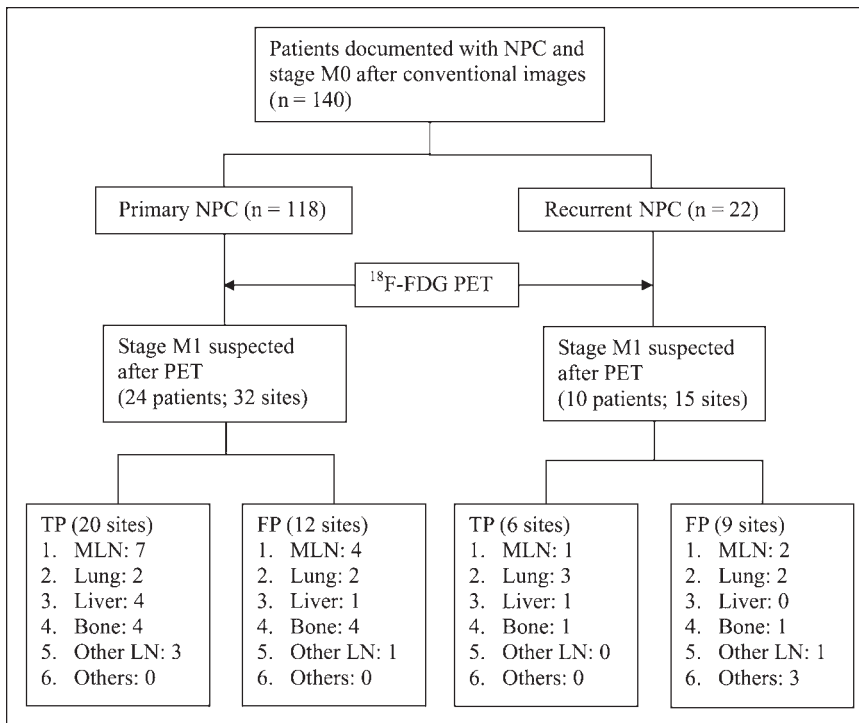 Patients documented with NPC and
stage M0 after conventional images
(n = 140)
Primary NPC (n = 118)
Recurrent NPC (n = 22)
¹⁸F-FDG PET
Stage M1 suspected
after PET
(24 patients; 32 sites)
Stage M1 suspected
after PET
(10 patients; 15 sites)
TP (20 sites)
1. MLN: 7
2. Lung: 2
3. Liver: 4
4. Bone: 4
5. Other LN: 3
6. Others: 0
FP (12 sites)
1. MLN: 4
2. Lung: 2
3. Liver: 1
4. Bone: 4
5. Other LN: 1
6. Others: 0
TP (6 sites)
1. MLN: 1
2. Lung: 3
3. Liver: 1
4. Bone: 1
5. Other LN: 0
6. Others: 0
FP (9 sites)
1. MLN: 2
2. Lung: 2
3. Liver: 0
4. Bone: 1
5. Other LN: 1
6. Others: 3